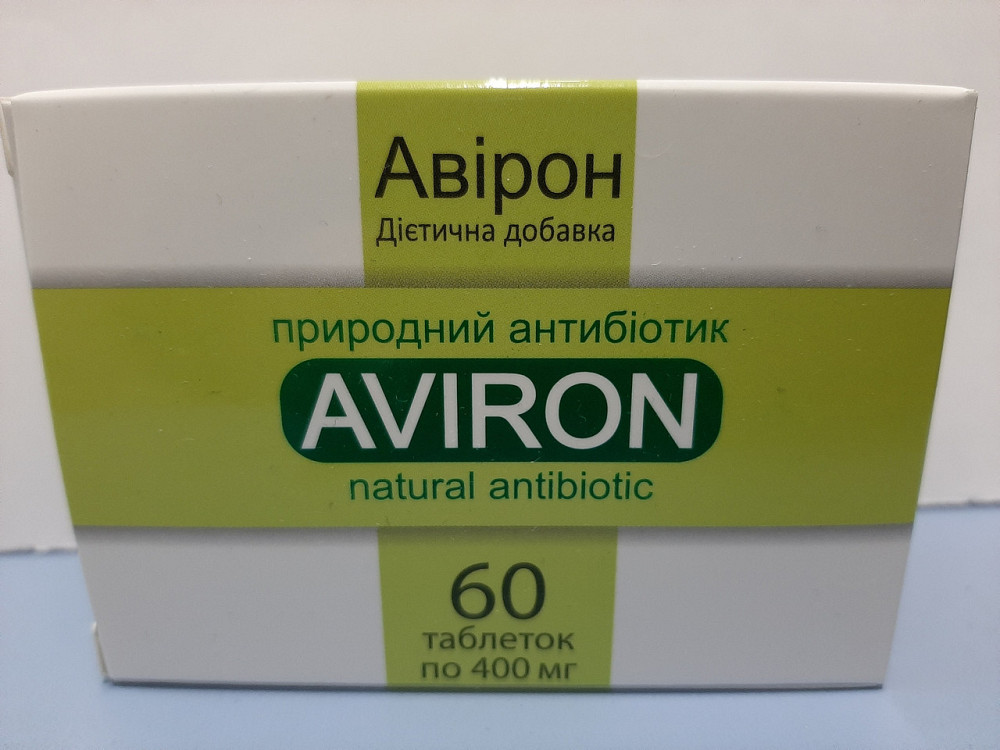 Авірон
Дієтична добавка
природний антибіотик
AVIRON
natural antibiotic
60
таблеток
по 400 мг